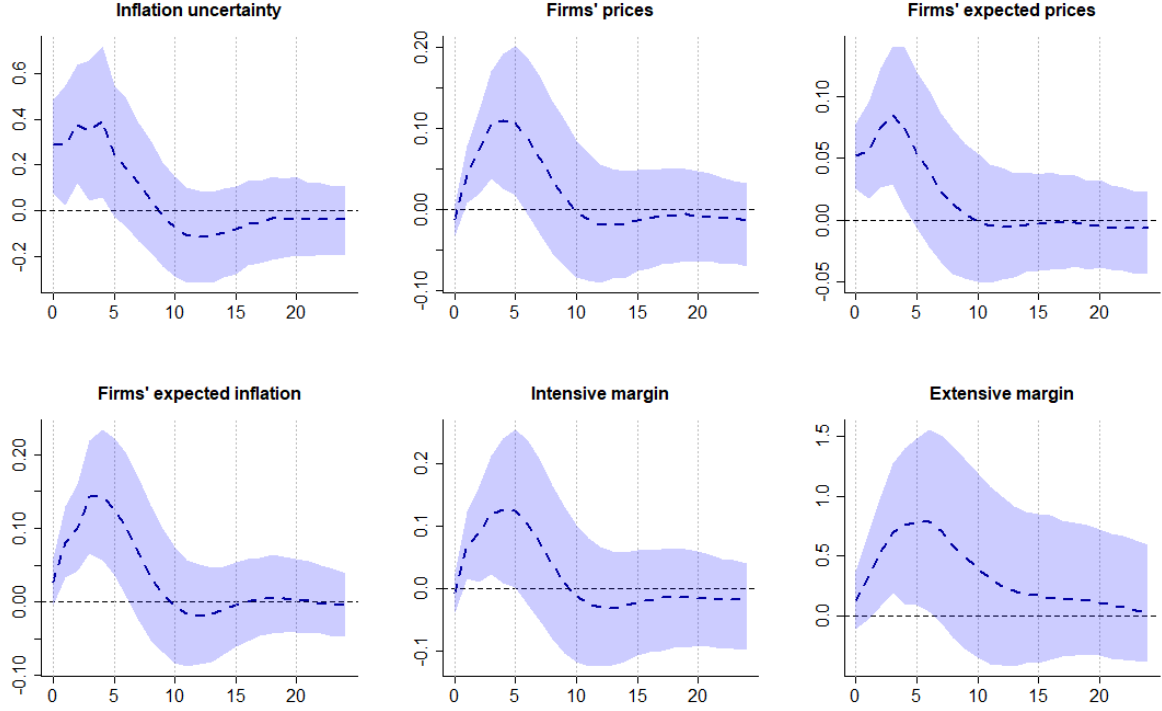 Inflation uncertainty
0.6
0.4
0.2
0.0
-0.2
0 5 10 15 20
Firms' prices
0.20
0.10
0.00
-0.10
0 5 10 15 20
Firms' expected prices
0.10
0.05
0.00
-0.05
0 5 10 15 20
Firms' expected inflation
0.20
0.10
0.00
-0.10
0 5 10 15 20
Intensive margin
0.2
0.1
0.0
-0.1
0 5 10 15 20
Extensive margin
1.5
1.0
0.5
0.0
0 5 10 15 20